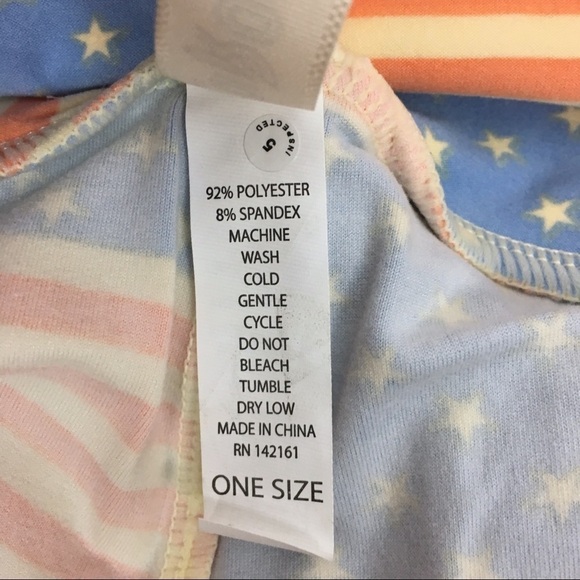 INSPECTED
5
92% POLYESTER
8% SPANDEX
MACHINE
WASH
COLD
GENTLE
CYCLE
DO NOT
BLEACH
TUMBLE
DRY LOW
MADE IN CHINA
RN 142161
ONE SIZE